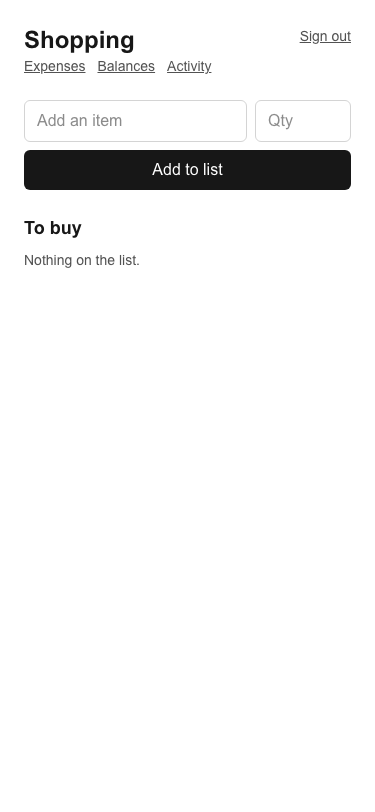 Shopping
Sign out
Expenses Balances Activity
Add an item
Qty
Add to list
To buy
Nothing on the list.